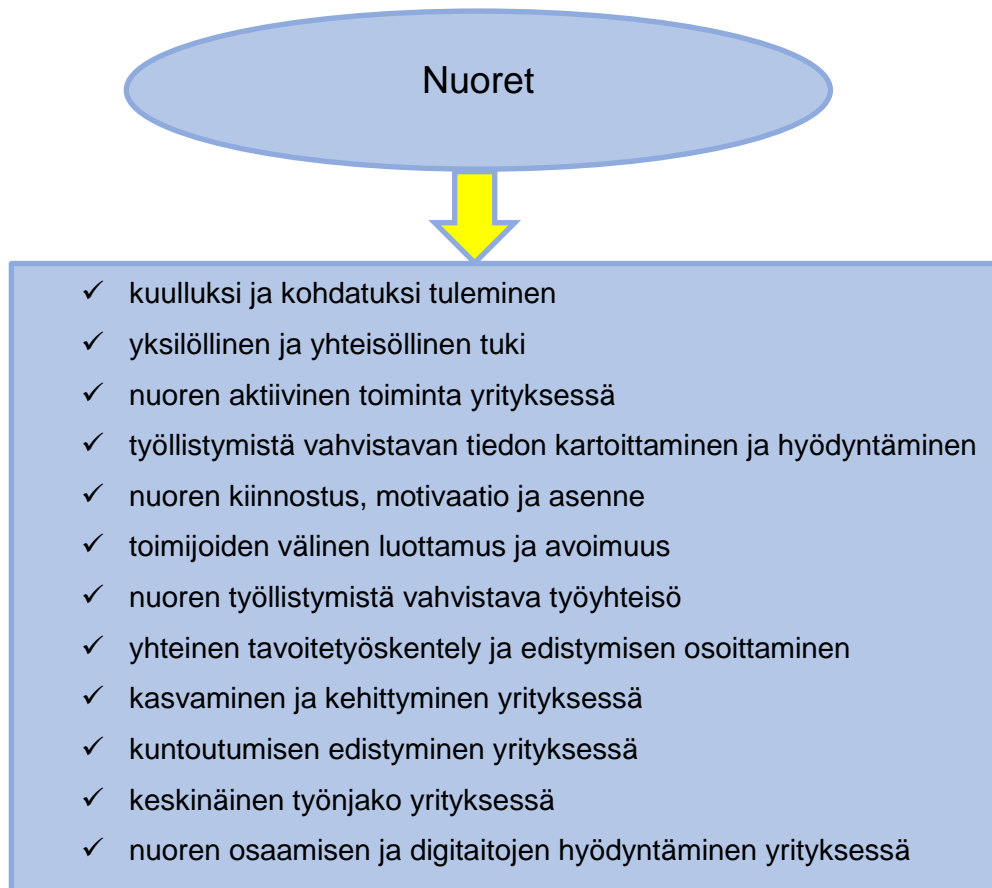 Nuoret
✓ kuulluksi ja kohdatuksi tuleminen
✓ yksilöllinen ja yhteisöllinen tuki
✓ nuoren aktiivinen toiminta yrityksessä
✓ työllistymistä vahvistavan tiedon kartoittaminen ja hyödyntäminen
✓ nuoren kiinnostus, motivaatio ja asenne
✓ toimijoiden välinen luottamus ja avoimuus
✓ nuoren työllistymistä vahvistava työyhteisö
✓ yhteinen tavoitetyöskentely ja edistymisen osoittaminen
✓ kasvaminen ja kehittyminen yrityksessä
✓ kuntoutumisen edistyminen yrityksessä
✓ keskinäinen työnjako yrityksessä
✓ nuoren osaamisen ja digitaitojen hyödyntäminen yrityksessä